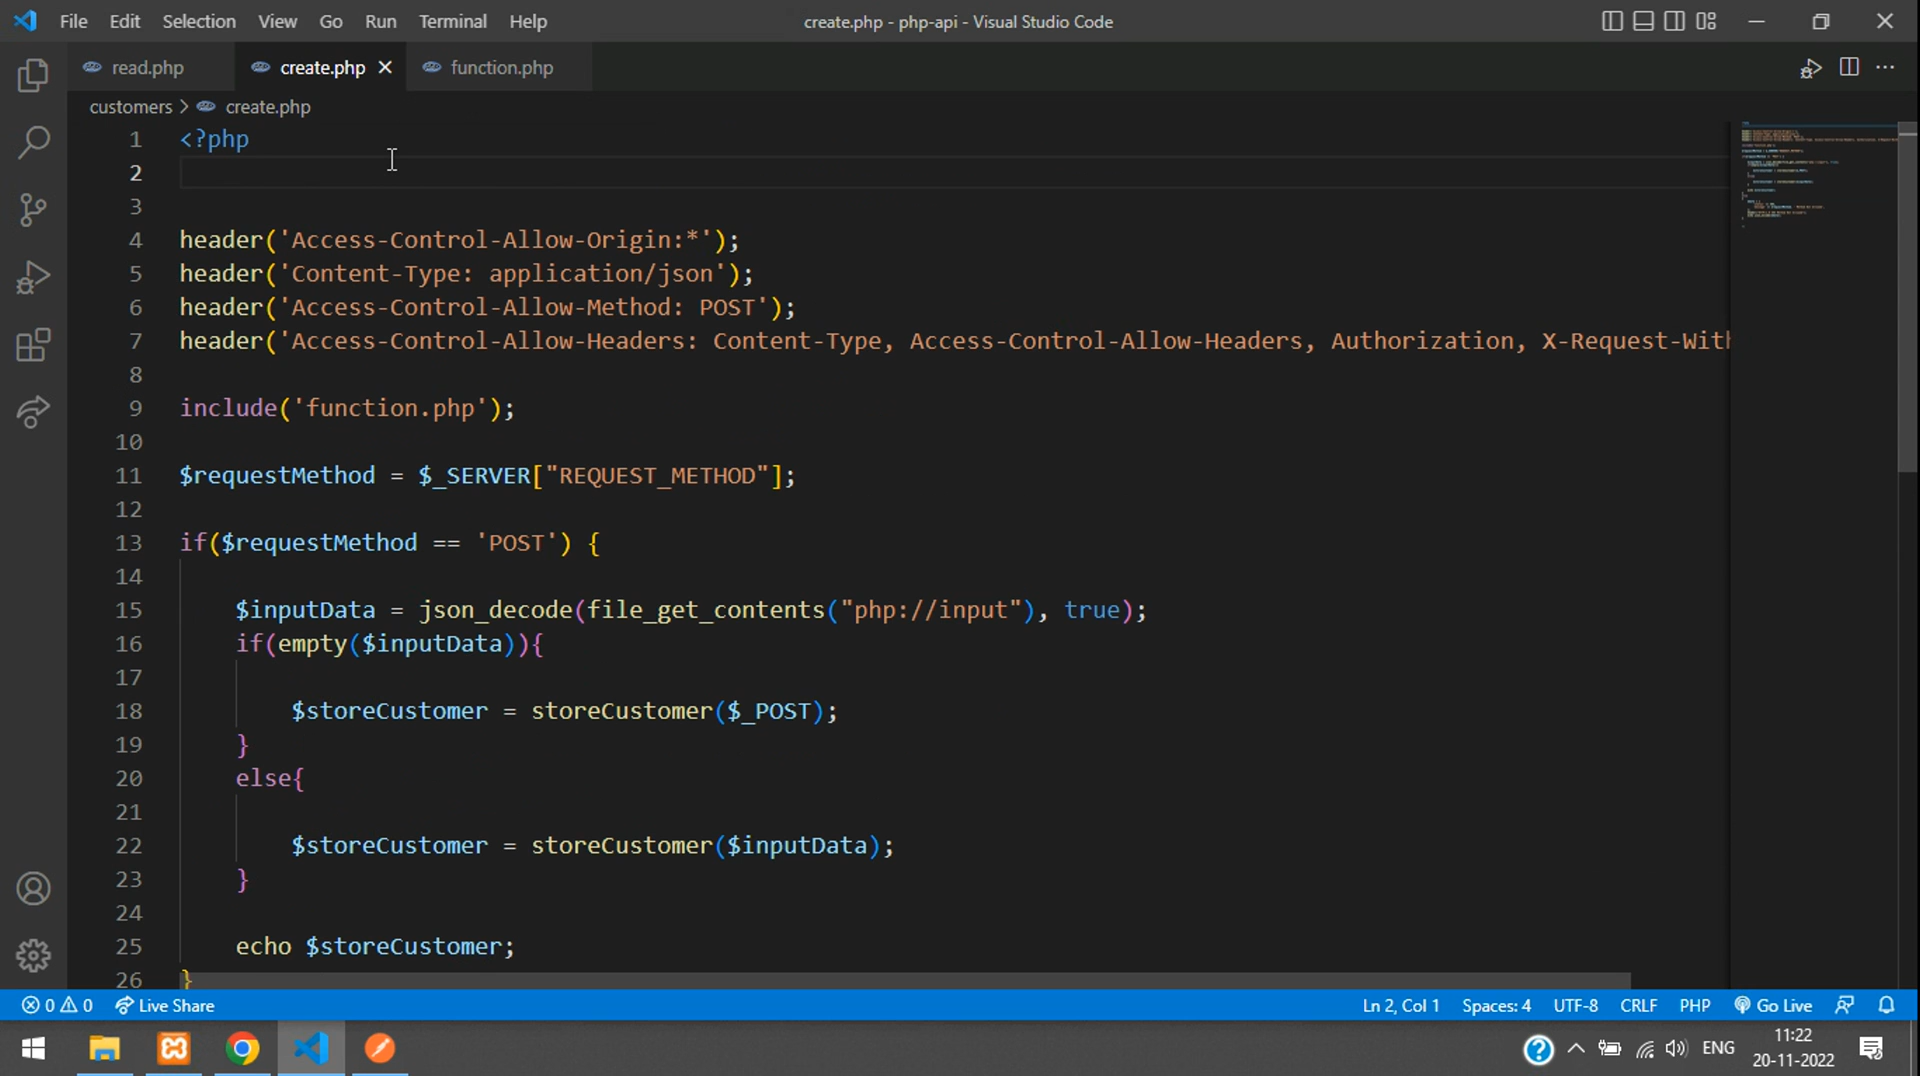 File Edit Selection View Go Run Terminal Help create.php - php-api - Visual Studio Code
read.php create.php function.php
customers > create.php
1 <?php
2
3
4 header('Access-Control-Allow-Origin:*');
5 header('Content-Type: application/json');
6 header('Access-Control-Allow-Method: POST');
7 header('Access-Control-Allow-Headers: Content-Type, Access-Control-Allow-Headers, Authorization, X-Request-With
8
9 include('function.php');
10
11 $requestMethod = $_SERVER["REQUEST_METHOD"];
12
13 if($requestMethod == 'POST') {
14
15 $inputData = json_decode(file_get_contents("php://input"), true);
16 if(empty($inputData)){
17
18 $storeCustomer = storeCustomer($_POST);
19 }
20 else{
21
22 $storeCustomer = storeCustomer($inputData);
23 }
24
25 echo $storeCustomer;
26 }
0 0 Live Share Ln 2, Col 1 Spaces: 4 UTF-8 CRLF PHP Go Live
ENG 11:22
20-11-2022